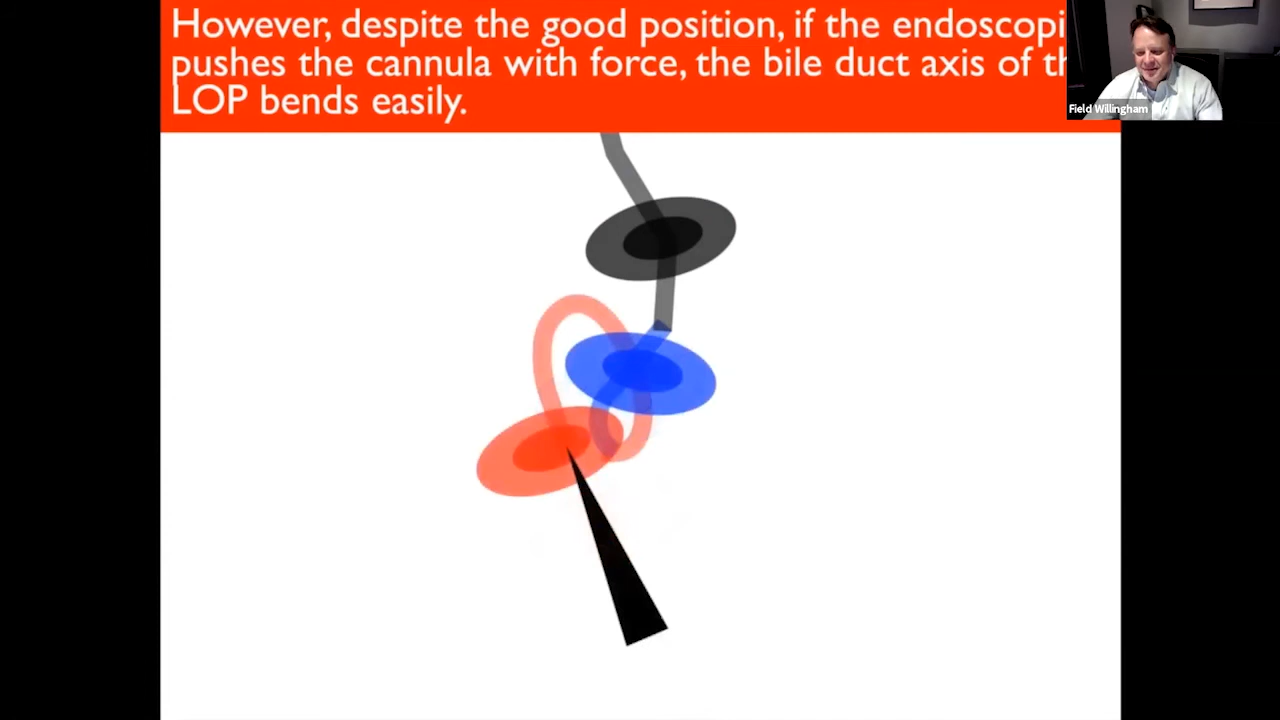 However, despite the good position, if the endoscopi
pushes the cannula with force, the bile duct axis of th
LOP bends easily.
Field Willingham